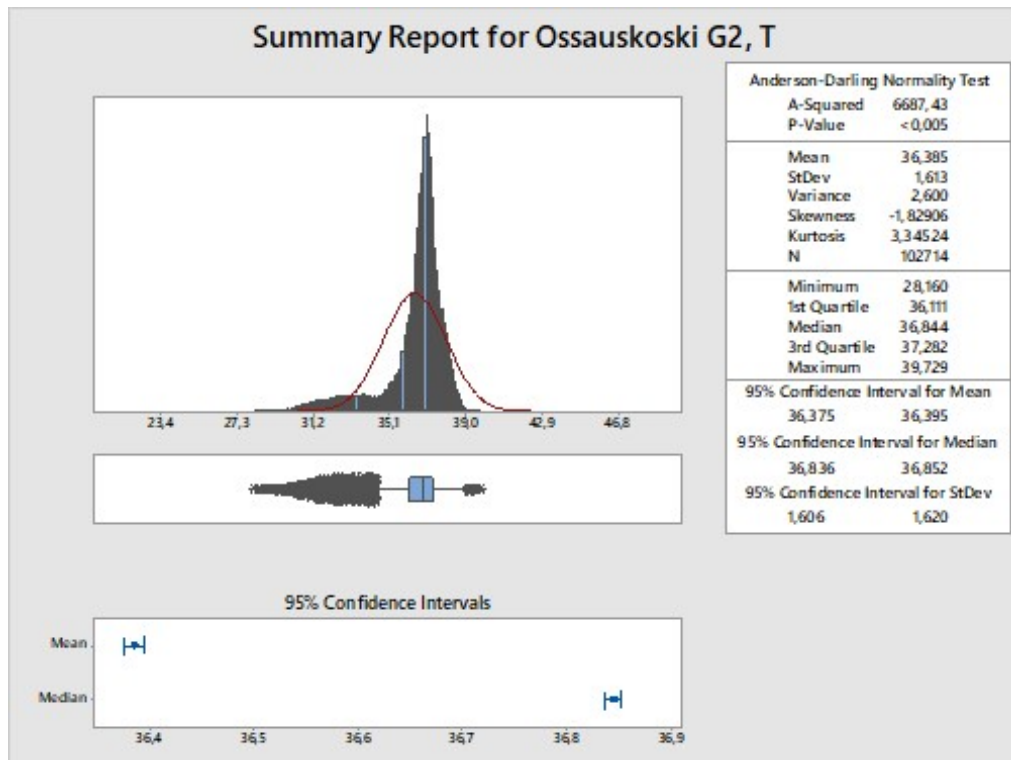 Summary Report for Ossauskoski G2, T
Anderson-Darling Normality Test
A-Squared 6687,43
P-Value <0,005
Mean 36,385
StDev 1,613
Variance 2,600
Skewness -1,82906
Kurtosis 3,34524
N 102714
Minimum 28,160
1st Quartile 36,111
Median 36,844
3rd Quartile 37,282
Maximum 39,729
95% Confidence Interval for Mean
36,375 36,395
95% Confidence Interval for Median
36,836 36,852
95% Confidence Interval for StDev
1,606 1,620
23,4 27,3 31,2 35,1 39,0 42,9 46,8
95% Confidence Intervals
Mean
Median
36,4 36,5 36,6 36,7 36,8 36,9